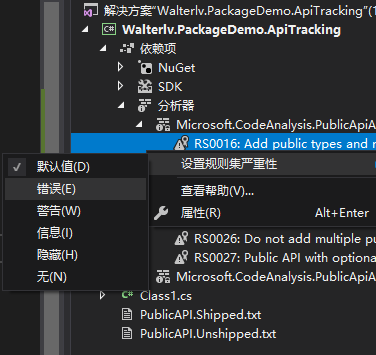 解决方案"Walterlv.PackageDemo.ApiTracking"(1
Walterlv.PackageDemo.ApiTracking
依赖项
NuGet
SDK
分析器
Microsoft.CodeAnalysis.PublicApiA
RS0016: Add public types and
默认值(D)
设置规则集严重性
错误(E)
查看帮助(V)...
警告(W)
属性(R) Alt+Enter
信息(I)
隐藏(H)
RS0026: Do not add multiple pu
无(N)
RS0027: Public API with optiona
Microsoft.CodeAnalysis.PublicApiA
Class1.cs
PublicAPI.Shipped.txt
PublicAPI.Unshipped.txt